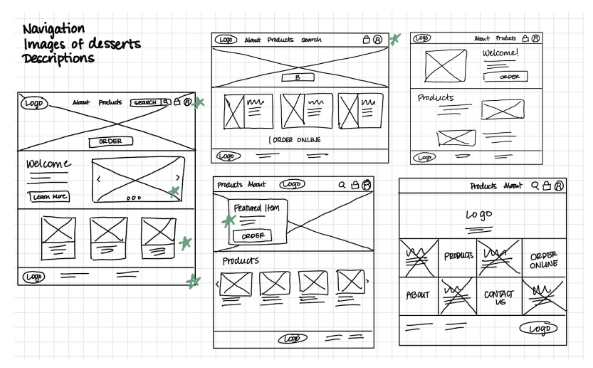 Navigation
Images of desserts
Descriptions
Logo About Products SEARCH
ORDER
Welcome
Learn More
Logo
Logo About Products Search
B
ORDER ONLINE
Logo
Logo About Products
Welcome!
ORDER
Products
Logo
Products About Logo
Featured Item
ORDER
Products
Logo
Products About
Logo
PRODUCTS ORDER ONLINE
ABOUT CONTACT US
Logo